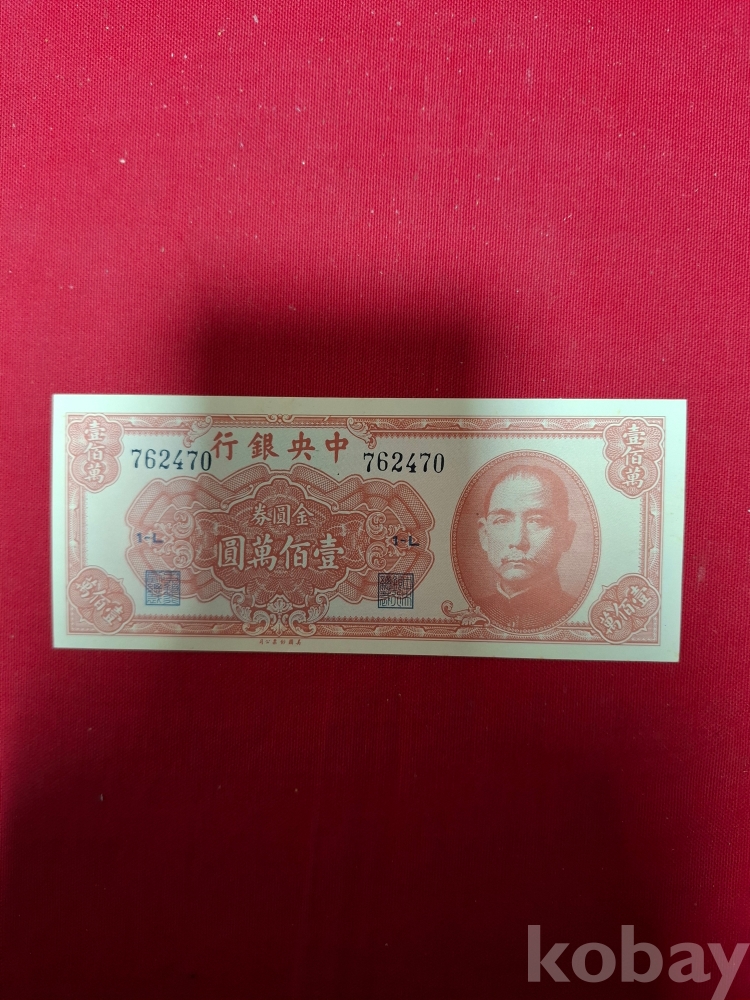 中央銀行
762470 762470
壹佰萬 壹佰萬
金圓券
壹佰萬圓
1-L 1-L
壹佰萬 壹佰萬
kobay